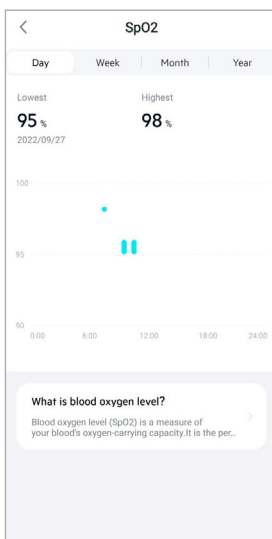 SpO2
Day Week Month Year
Lowest Highest
95 % 98 %
2022/09/27
100
95
90
0:00 6:00 12:00 18:00 24:00
What is blood oxygen level?
Blood oxygen level (SpO2) is a measure of
your blood's oxygen-carrying capacity.It is the per...